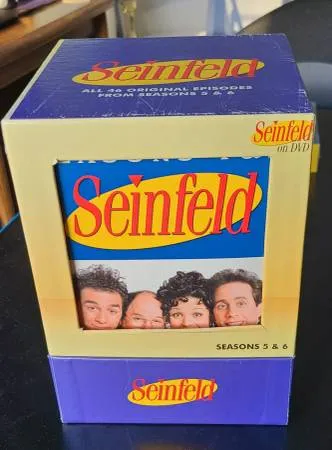 Seinfeld
ALL 46 ORIGINAL EPISODES
FROM SEASONS 5 & 6
Seinfeld
on DVD
Seinfeld
SEASONS 5 & 6
Seinfeld